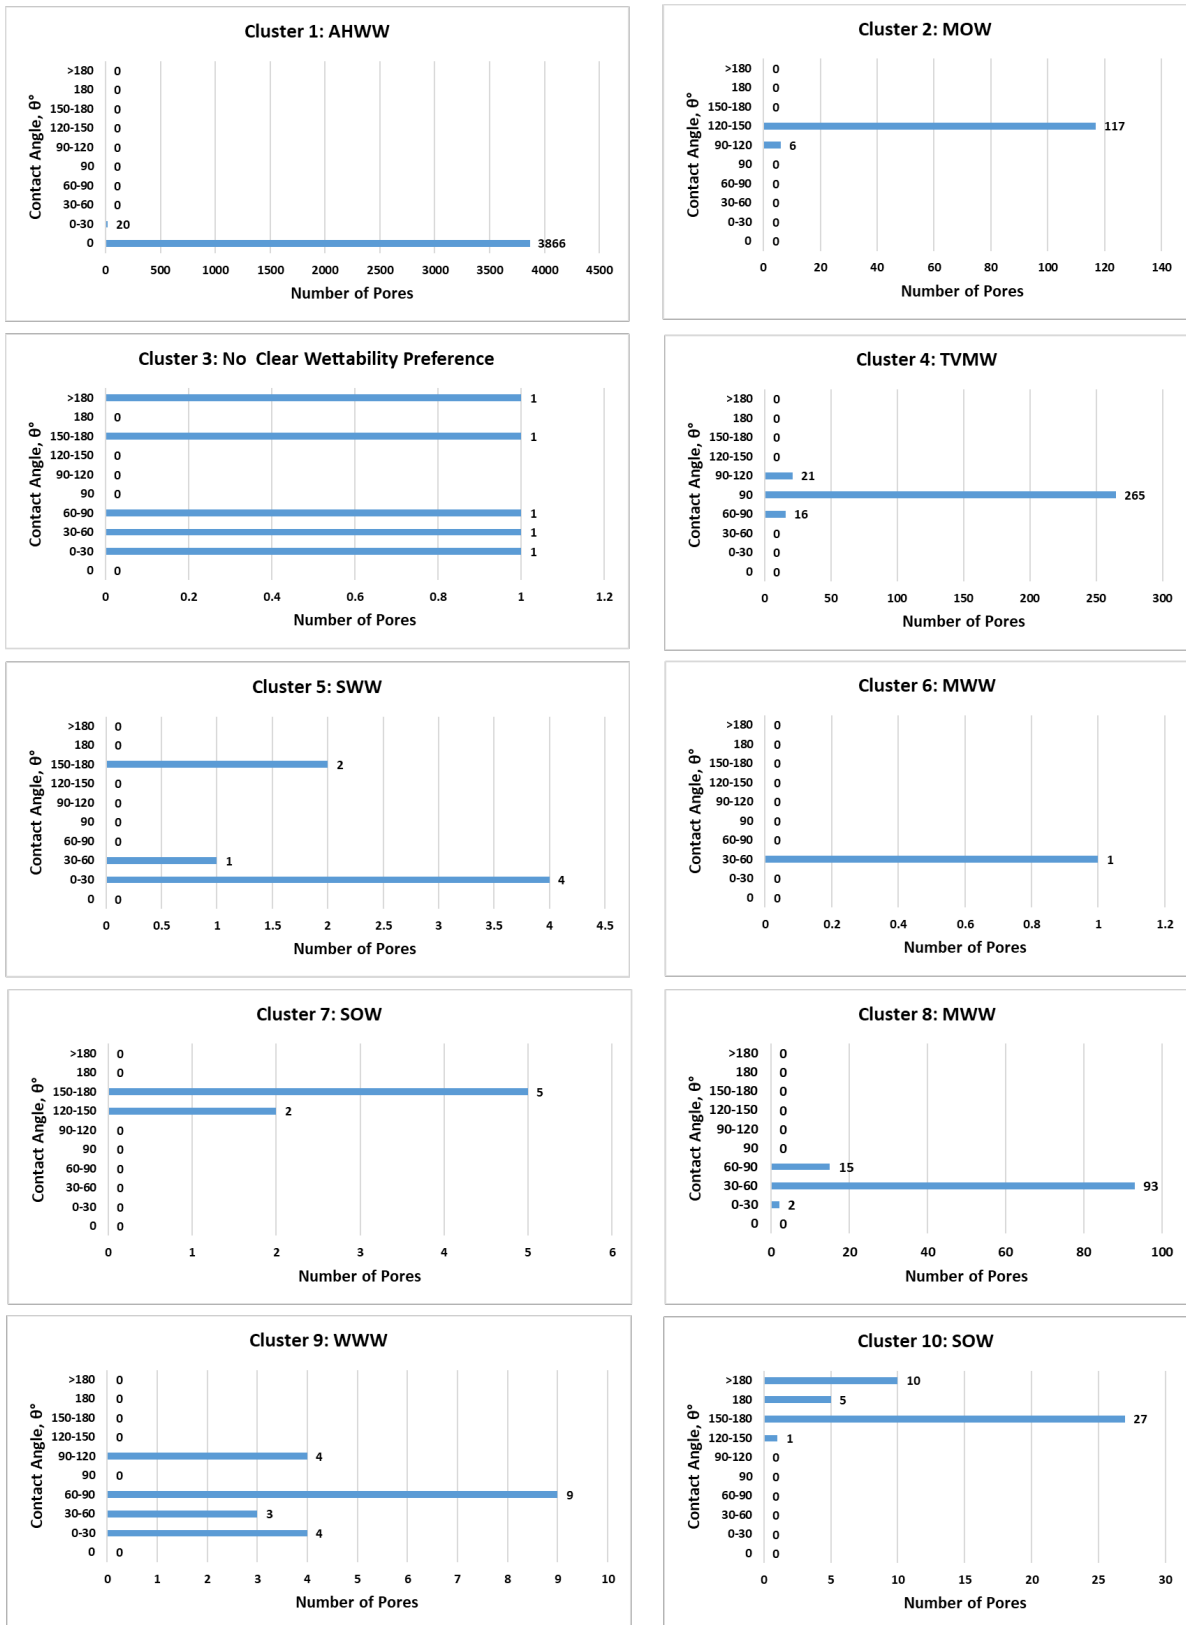 Cluster 1: AHWW
Contact Angle, θ°
>180 0
180 0
150-180 0
120-150 0
90-120 0
90 0
60-90 0
30-60 0
0-30 20
0 3866
0 500 1000 1500 2000 2500 3000 3500 4000 4500
Number of Pores
Cluster 2: MOW
Contact Angle, θ°
>180 0
180 0
150-180 0
120-150 117
90-120 6
90 0
60-90 0
30-60 0
0-30 0
0 0
0 20 40 60 80 100 120 140
Number of Pores
Cluster 3: No Clear Wettability Preference
Contact Angle, θ°
>180 1
180 0
150-180 1
120-150 0
90-120 0
90 0
60-90 1
30-60 1
0-30 1
0 0
0 0.2 0.4 0.6 0.8 1 1.2
Number of Pores
Cluster 4: TVMW
Contact Angle, θ°
>180 0
180 0
150-180 0
120-150 0
90-120 21
90 265
60-90 16
30-60 0
0-30 0
0 0
0 50 100 150 200 250 300
Number of Pores
Cluster 5: SWW
Contact Angle, θ°
>180 0
180 0
150-180 2
120-150 0
90-120 0
90 0
60-90 0
30-60 1
0-30 4
0 0
0 0.5 1 1.5 2 2.5 3 3.5 4 4.5
Number of Pores
Cluster 6: MWW
Contact Angle, θ°
>180 0
180 0
150-180 0
120-150 0
90-120 0
90 0
60-90 0
30-60 1
0-30 0
0 0
0 0.2 0.4 0.6 0.8 1 1.2
Number of Pores
Cluster 7: SOW
Contact Angle, θ°
>180 0
180 0
150-180 5
120-150 2
90-120 0
90 0
60-90 0
30-60 0
0-30 0
0 0
0 1 2 3 4 5 6
Number of Pores
Cluster 8: MWW
Contact Angle, θ°
>180 0
180 0
150-180 0
120-150 0
90-120 0
90 0
60-90 15
30-60 93
0-30 2
0 0
0 20 40 60 80 100
Number of Pores
Cluster 9: WWW
Contact Angle, θ°
>180 0
180 0
150-180 0
120-150 0
90-120 4
90 0
60-90 9
30-60 3
0-30 4
0 0
0 1 2 3 4 5 6 7 8 9 10
Number of Pores
Cluster 10: SOW
Contact Angle, θ°
>180 10
180 5
150-180 27
120-150 1
90-120 0
90 0
60-90 0
30-60 0
0-30 0
0 0
0 5 10 15 20 25 30
Number of Pores